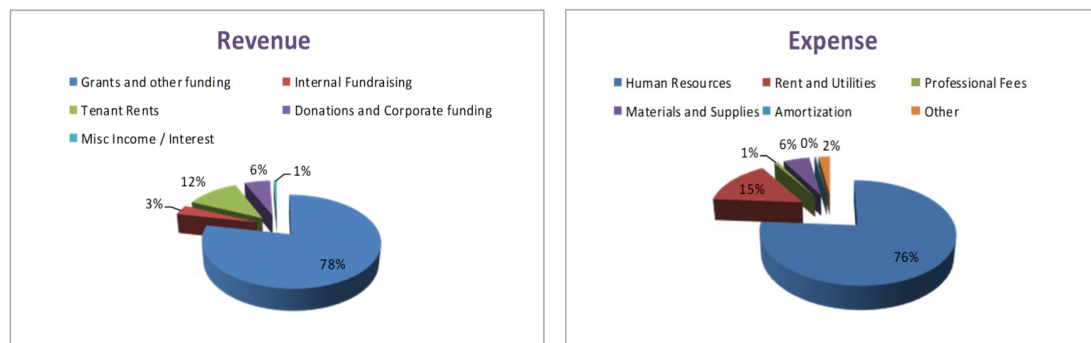 Revenue
Grants and other funding Internal Fundraising
Tenant Rents Donations and Corporate funding
Misc Income / Interest
6% 1%
12%
3%
78%
Expense
Human Resources Rent and Utilities Professional Fees
Materials and Supplies Amortization Other
1% 6% 0% 2%
15%
76%